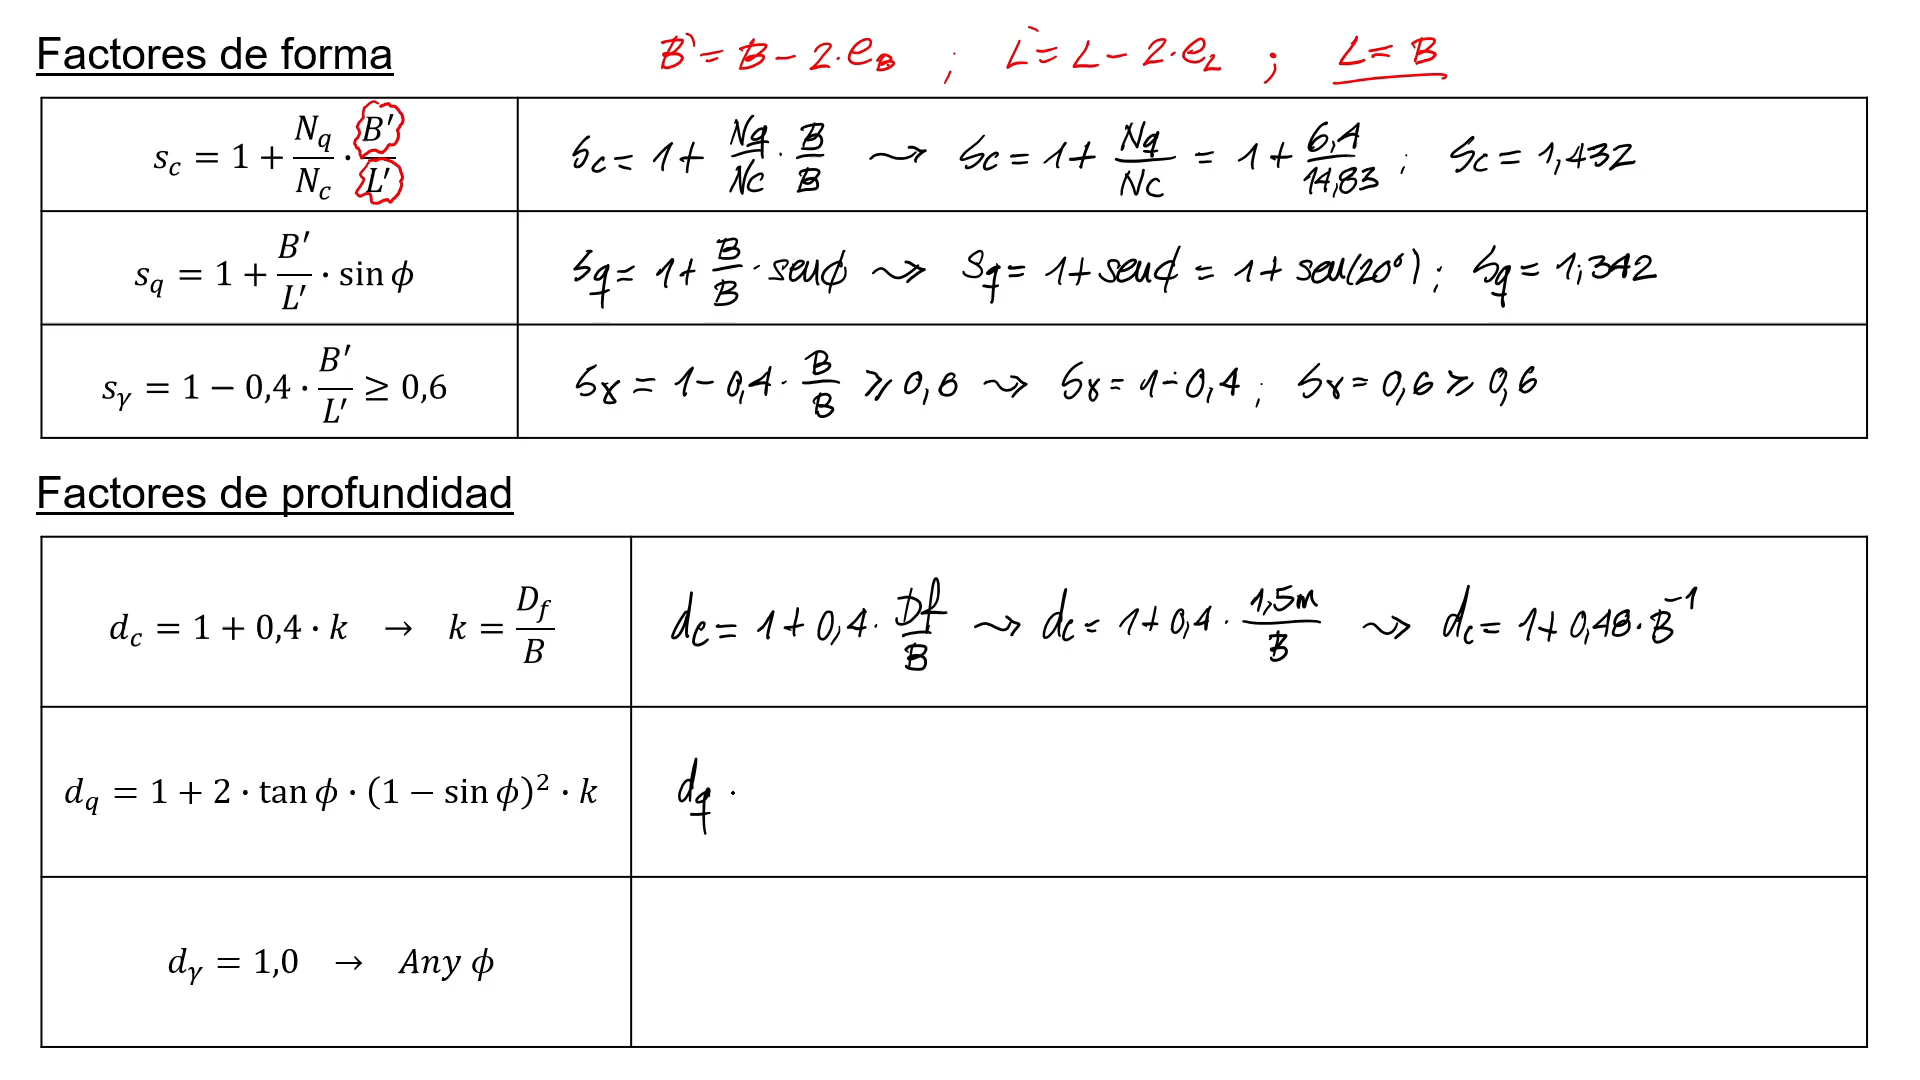 Factores de forma
B' = B - 2·e_B ; L' = L - 2·e_L ; L = B
s_c = 1 + N_q/N_c · B'/L'
Sc = 1 + Nq/Nc · B/B ⇝ Sc = 1 + Nq/Nc = 1 + 6,4/14,83 ; Sc = 1,432
s_q = 1 + B'/L' · sin ϕ
Sq = 1 + B/B · senϕ ⇝ Sq = 1 + senϕ = 1 + sen(20°) ; Sq = 1,342
s_γ = 1 − 0,4 · B'/L' ≥ 0,6
Sγ = 1 - 0,4 · B/B ≥ 0,6 ⇝ Sγ = 1 - 0,4 ; Sγ = 0,6 ≥ 0,6
Factores de profundidad
d_c = 1 + 0,4 · k → k = D_f/B
dc = 1 + 0,4 · Df/B ⇝ dc = 1 + 0,4 · 1,5m/B ⇝ dc = 1 + 0,48 · B^-1
d_q = 1 + 2 · tan ϕ · (1 − sin ϕ)² · k
dq ·
d_γ = 1,0 → Any ϕ